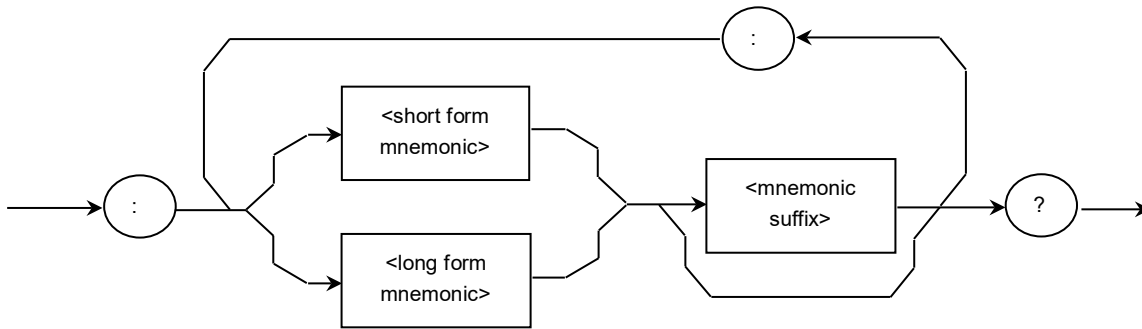 :
<short form
mnemonic>
<mnemonic
suffix>
:
?
<long form
mnemonic>